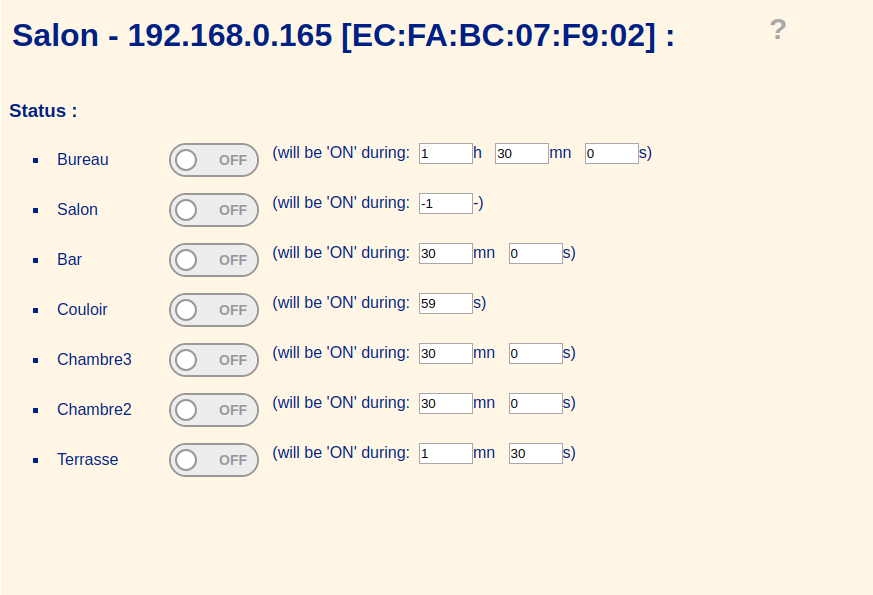 Salon - 192.168.0.165 [EC:FA:BC:07:F9:02] : ?
Status :
Bureau OFF (will be 'ON' during: 1 h 30 mn 0 s)
Salon OFF (will be 'ON' during: -1 -)
Bar OFF (will be 'ON' during: 30 mn 0 s)
Couloir OFF (will be 'ON' during: 59 s)
Chambre3 OFF (will be 'ON' during: 30 mn 0 s)
Chambre2 OFF (will be 'ON' during: 30 mn 0 s)
Terrasse OFF (will be 'ON' during: 1 mn 30 s)